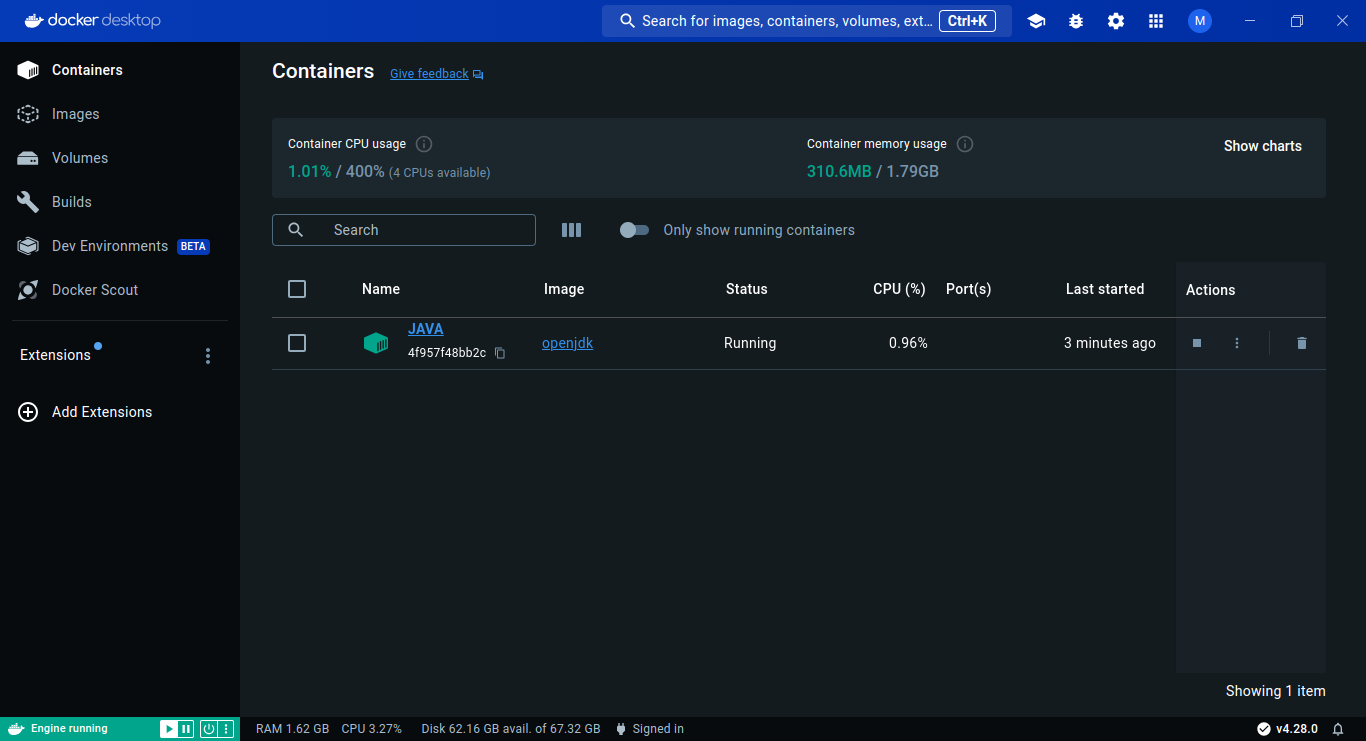 docker desktop
Search for images, containers, volumes, ext... Ctrl+K
M
Containers
Images
Volumes
Builds
Dev Environments BETA
Docker Scout
Extensions
Add Extensions
Containers Give feedback
Container CPU usage
1.01% / 400% (4 CPUs available)
Container memory usage
310.6MB / 1.79GB
Show charts
Search
Only show running containers
Name Image Status CPU (%) Port(s) Last started Actions
JAVA
4f957f48bb2c
openjdk Running 0.96% 3 minutes ago
Showing 1 item
Engine running
RAM 1.62 GB CPU 3.27% Disk 62.16 GB avail. of 67.32 GB Signed in
v4.28.0